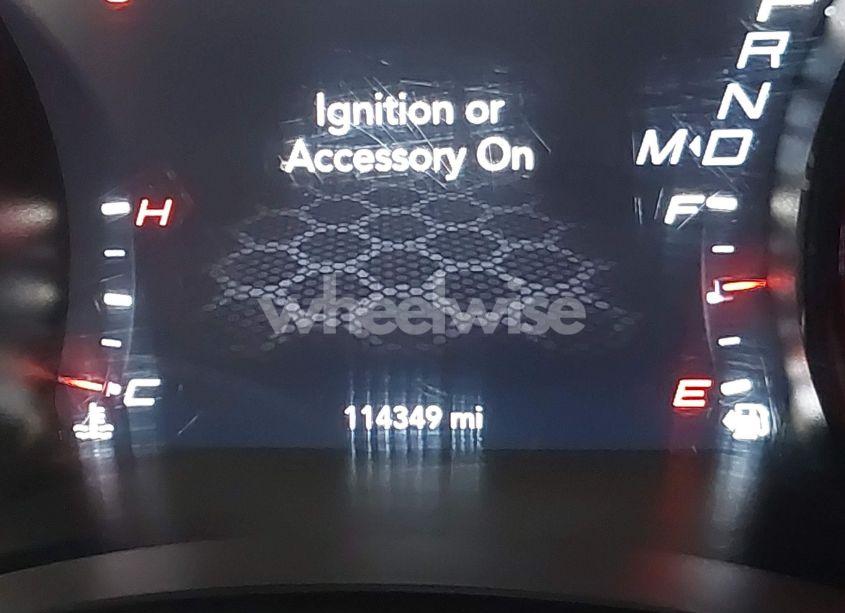 P
R
N
M◂D
Ignition or
Accessory On
H
F
wheelwise
C
E
114349 mi